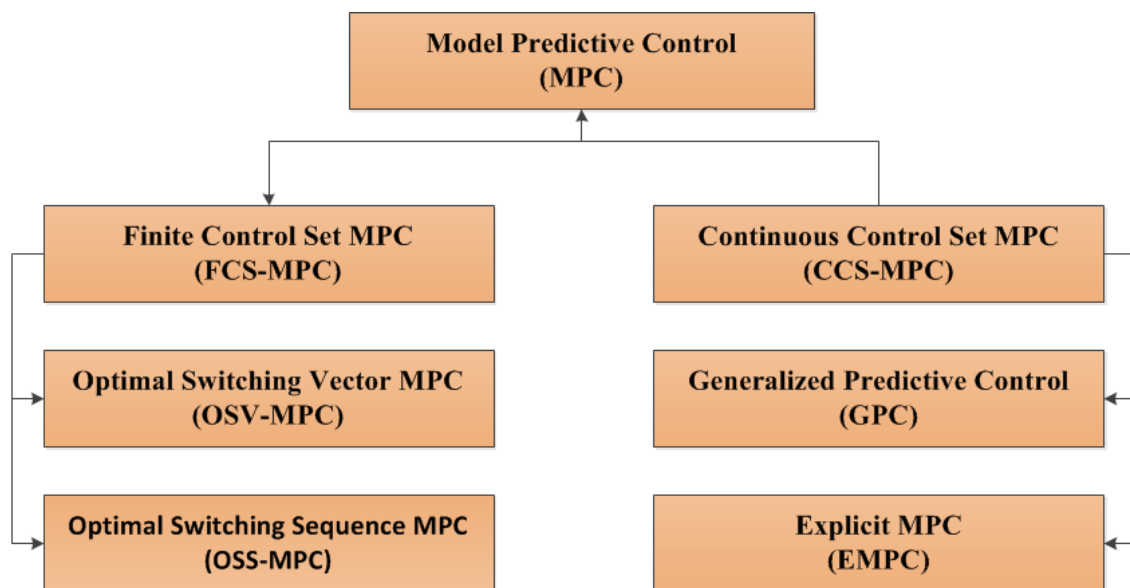 Model Predictive Control
(MPC)
Finite Control Set MPC
(FCS-MPC)
Continuous Control Set MPC
(CCS-MPC)
Optimal Switching Vector MPC
(OSV-MPC)
Generalized Predictive Control
(GPC)
Optimal Switching Sequence MPC
(OSS-MPC)
Explicit MPC
(EMPC)